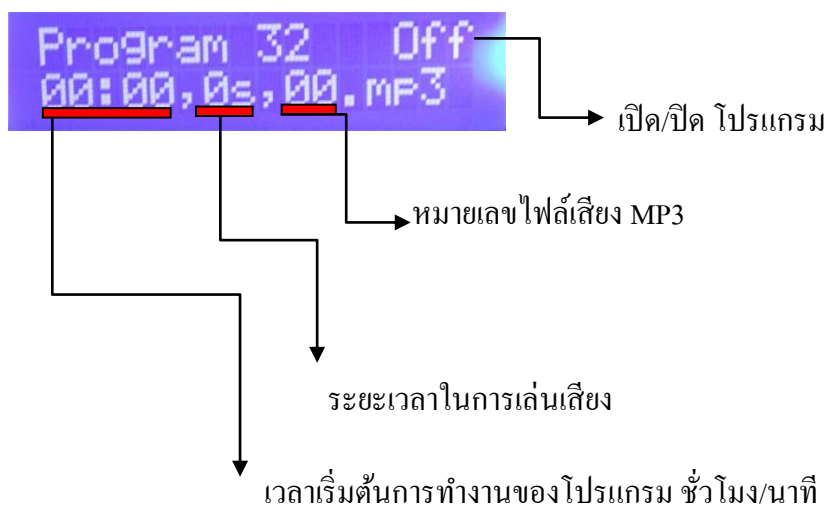 Program 32 Off
00:00,0s,00.mp3
เปิด/ปิด โปรแกรม
หมายเลขไฟล์เสียง MP3
ระยะเวลาในการเล่นเสียง
เวลาเริ่มต้นการทำงานของโปรแกรม ชั่วโมง/นาที